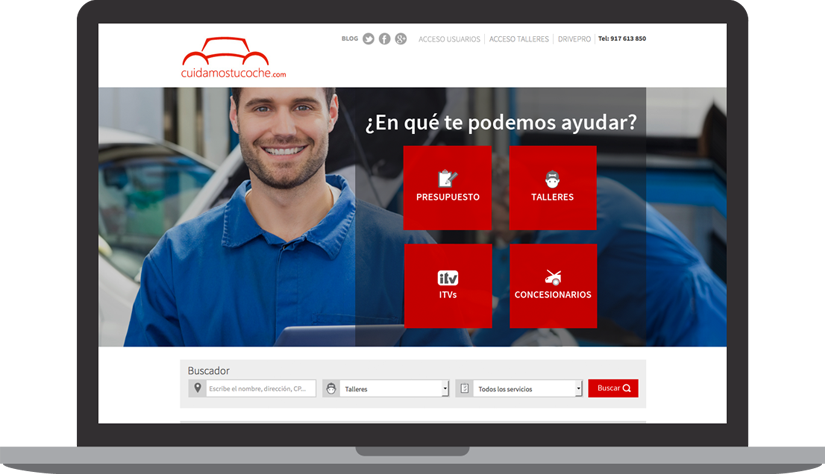 cuidamostucoche.com
BLOG
ACCESO USUARIOS | ACCESO TALLERES | DRIVEPRO | Tel: 917 613 850
¿En qué te podemos ayudar?
PRESUPUESTO
TALLERES
itv
ITVs
CONCESIONARIOS
Buscador
Escribe el nombre, dirección, CP...
Talleres
Todos los servicios
Buscar